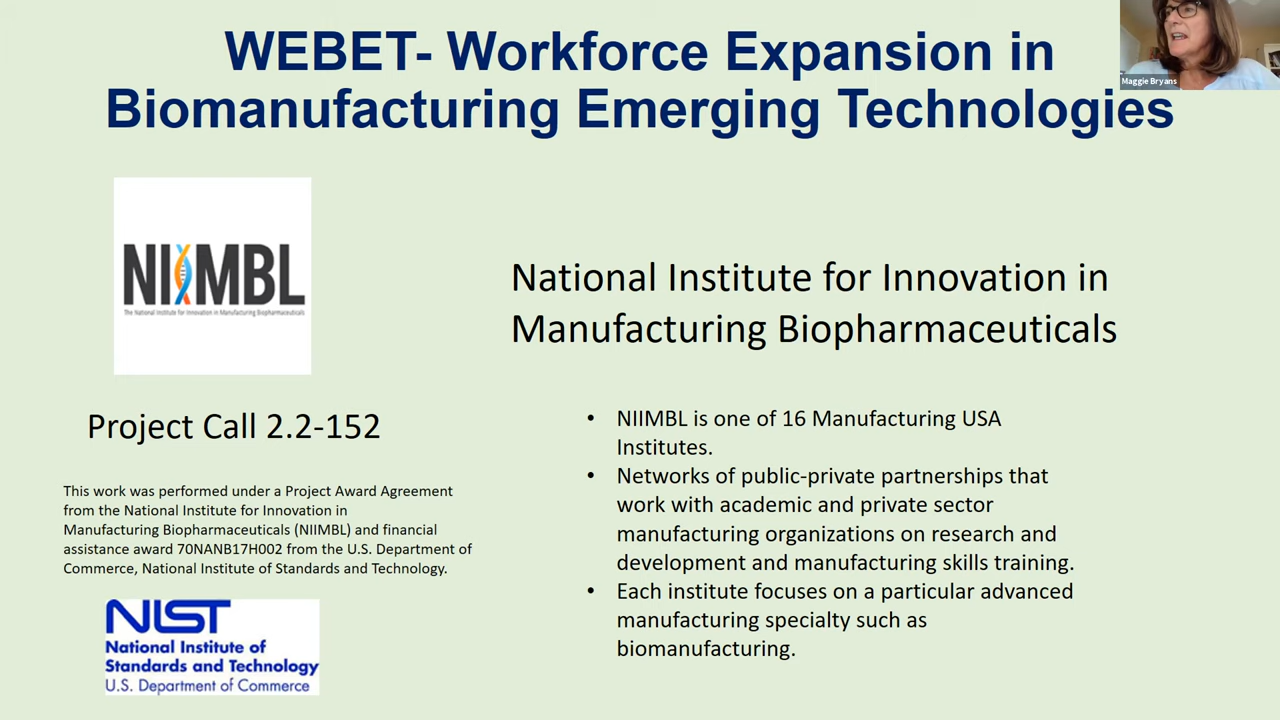 WEBET- Workforce Expansion in
Biomanufacturing Emerging Technologies
Maggie Bryans
NIIMBL
The National Institute for Innovation in Manufacturing Biopharmaceuticals
National Institute for Innovation in
Manufacturing Biopharmaceuticals
Project Call 2.2-152
This work was performed under a Project Award Agreement
from the National Institute for Innovation in
Manufacturing Biopharmaceuticals (NIIMBL) and financial
assistance award 70NANB17H002 from the U.S. Department of
Commerce, National Institute of Standards and Technology.
NIST
National Institute of
Standards and Technology
U.S. Department of Commerce
• NIIMBL is one of 16 Manufacturing USA
Institutes.
• Networks of public-private partnerships that
work with academic and private sector
manufacturing organizations on research and
development and manufacturing skills training.
• Each institute focuses on a particular advanced
manufacturing specialty such as
biomanufacturing.